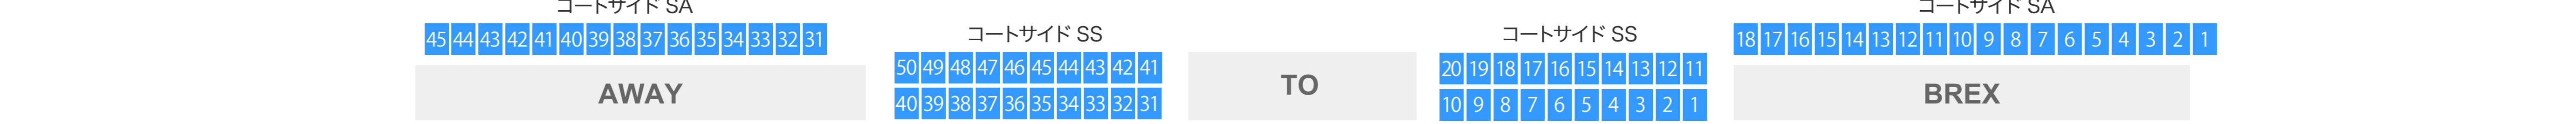 コートサイド SA
45 44 43 42 41 40 39 38 37 36 35 34 33 32 31
AWAY
コートサイド SS
50 49 48 47 46 45 44 43 42 41
40 39 38 37 36 35 34 33 32 31
TO
コートサイド SS
20 19 18 17 16 15 14 13 12 11
10 9 8 7 6 5 4 3 2 1
コートサイド SA
18 17 16 15 14 13 12 11 10 9 8 7 6 5 4 3 2 1
BREX